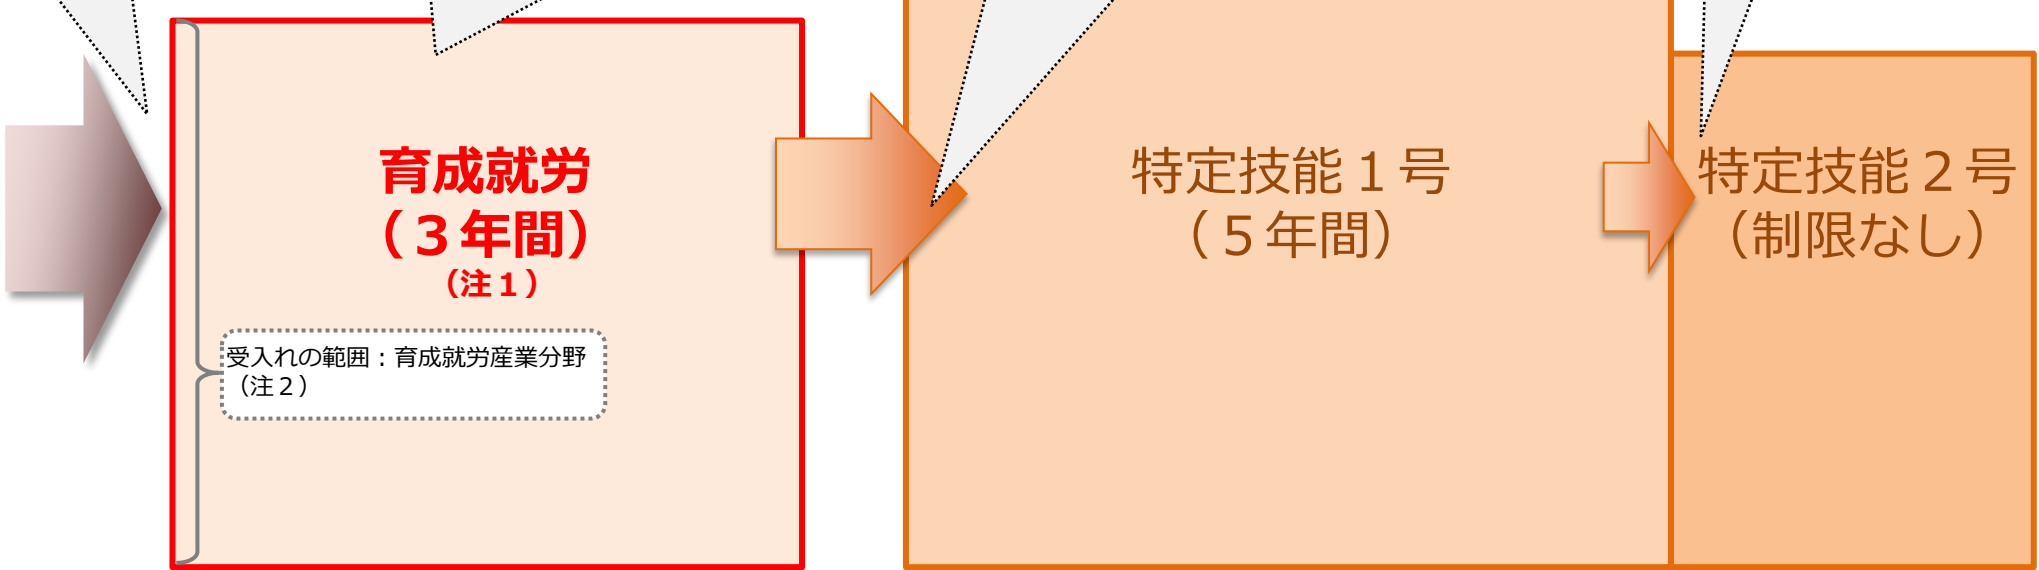 育成就労
（３年間）
（注１）
受入れの範囲：育成就労産業分野
（注２）
特定技能１号
（５年間）
特定技能２号
（制限なし）